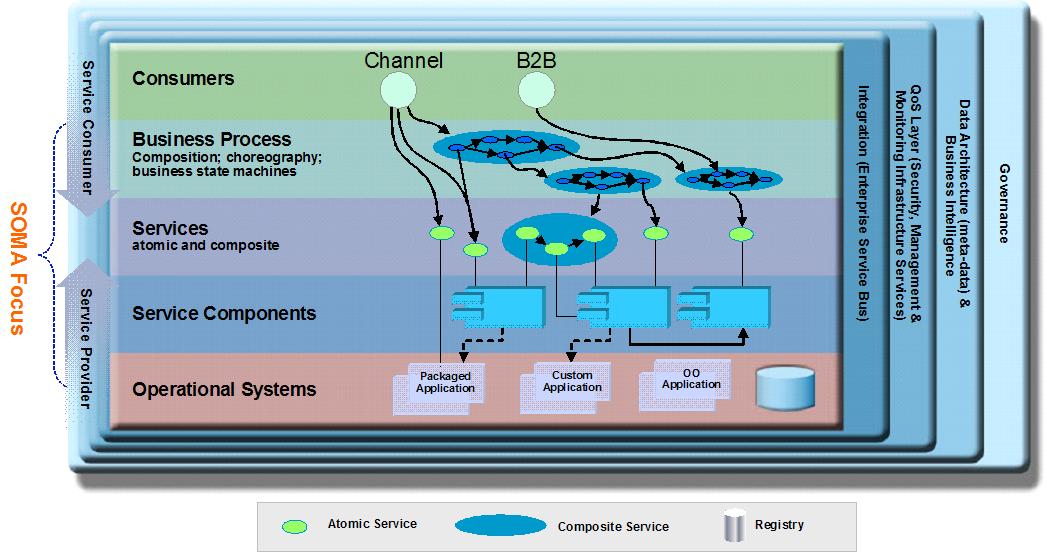 Channel
B2B
Consumers
Business Process
Composition; choreography;
business state machines
Services
atomic and composite
Service Components
Operational Systems
Packaged
Application
Custom
Application
OO
Application
SOMA Focus
Service Consumer
Service Provider
Integration (Enterprise Service Bus)
QoS Layer (Security, Management &
Monitoring Infrastructure Services)
Data Architecture (meta-data) &
Business Intelligence
Governance
Atomic Service
Composite Service
Registry